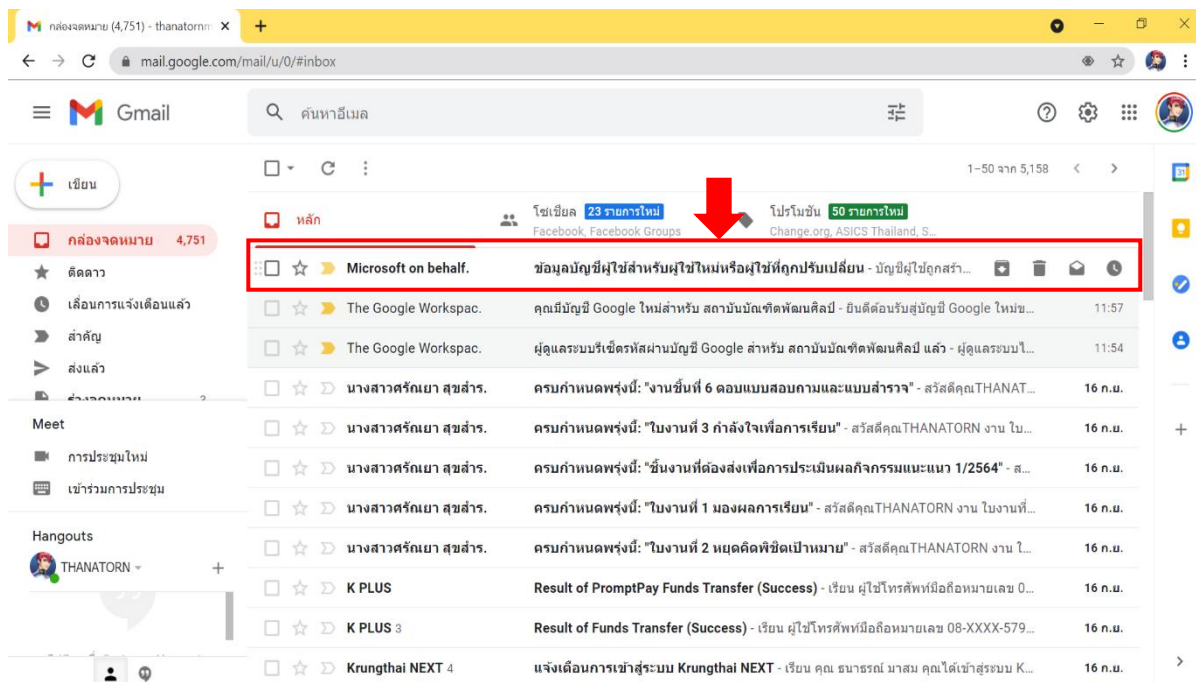 กล่องจดหมาย (4,751) - thanatornm
mail.google.com/mail/u/0/#inbox
Gmail
ค้นหาอีเมล
เขียน
1–50 จาก 5,158
31
หลัก
โซเชียล 23 รายการใหม่
Facebook, Facebook Groups
โปรโมชัน 50 รายการใหม่
Change.org, ASICS Thailand, S...
กล่องจดหมาย 4,751
ติดดาว
เลื่อนการแจ้งเตือนแล้ว
สำคัญ
ส่งแล้ว
Meet
การประชุมใหม่
เข้าร่วมการประชุม
Hangouts
THANATORN
Microsoft on behalf. ข้อมูลบัญชีผู้ใช้สำหรับผู้ใช้ใหม่หรือผู้ใช้ที่ถูกปรับเปลี่ยน - บัญชีผู้ใช้ถูกสร้า...
The Google Workspac. คุณมีบัญชี Google ใหม่สำหรับ สถาบันบัณฑิตพัฒนศิลป์ - ยินดีต้อนรับสู่บัญชี Google ใหม่ข... 11:57
The Google Workspac. ผู้ดูแลระบบรีเซ็ตรหัสผ่านบัญชี Google สำหรับ สถาบันบัณฑิตพัฒนศิลป์ แล้ว - ผู้ดูแลระบบใ... 11:54
นางสาวศรัณยา สุขสำร. ครบกำหนดพรุ่งนี้: "งานชิ้นที่ 6 ตอบแบบสอบถามและแบบสำรวจ" - สวัสดีคุณTHANAT... 16 ก.ย.
นางสาวศรัณยา สุขสำร. ครบกำหนดพรุ่งนี้: "ใบงานที่ 3 กำลังใจเพื่อการเรียน" - สวัสดีคุณTHANATORN งาน ใบ... 16 ก.ย.
นางสาวศรัณยา สุขสำร. ครบกำหนดพรุ่งนี้: "ชิ้นงานที่ต้องส่งเพื่อการประเมินผลกิจกรรมแนะแนว 1/2564" - ส... 16 ก.ย.
นางสาวศรัณยา สุขสำร. ครบกำหนดพรุ่งนี้: "ใบงานที่ 1 มองผลการเรียน" - สวัสดีคุณTHANATORN งาน ใบงานที่... 16 ก.ย.
นางสาวศรัณยา สุขสำร. ครบกำหนดพรุ่งนี้: "ใบงานที่ 2 หยุดคิดพิชิตเป้าหมาย" - สวัสดีคุณTHANATORN งาน ใ... 16 ก.ย.
K PLUS Result of PromptPay Funds Transfer (Success) - เรียน ผู้ใช้โทรศัพท์มือถือหมายเลข 0... 16 ก.ย.
K PLUS 3 Result of Funds Transfer (Success) - เรียน ผู้ใช้โทรศัพท์มือถือหมายเลข 08-XXXX-579... 16 ก.ย.
Krungthai NEXT 4 แจ้งเตือนการเข้าสู่ระบบ Krungthai NEXT - เรียน คุณ ธนาธรณ์ มาสม คุณได้เข้าสู่ระบบ K... 16 ก.ย.